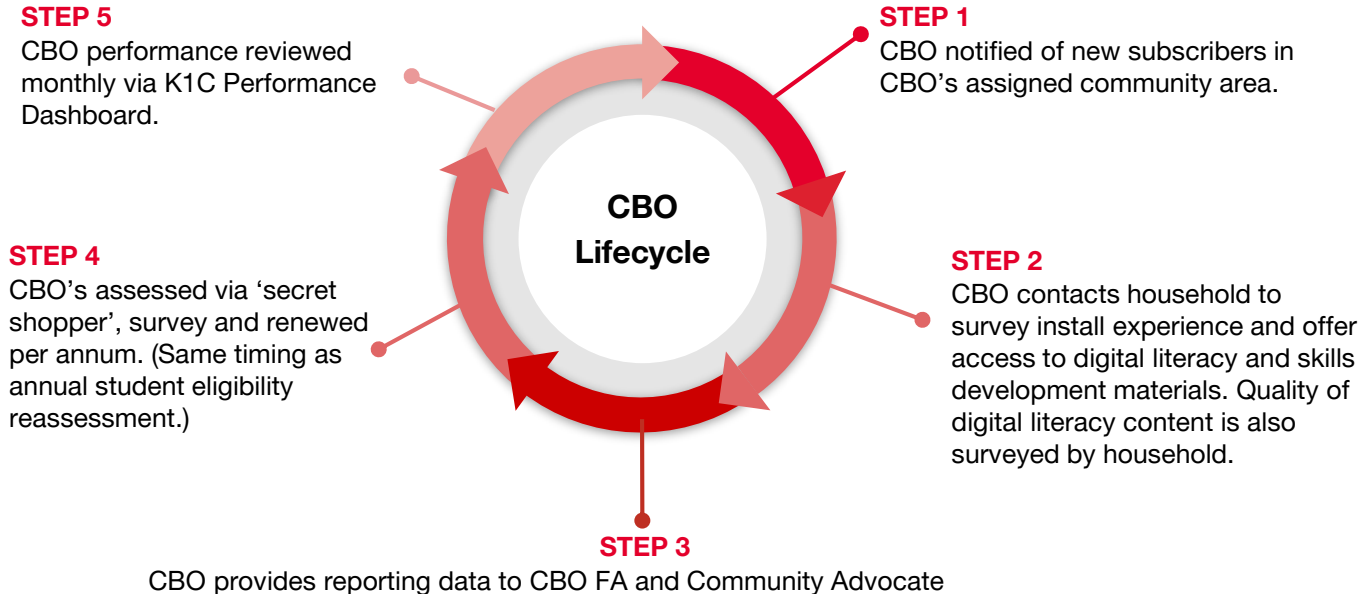 STEP 5
CBO performance reviewed
monthly via K1C Performance
Dashboard.
STEP 1
CBO notified of new subscribers in
CBO’s assigned community area.
CBO
Lifecycle
STEP 4
CBO’s assessed via ‘secret
shopper’, survey and renewed
per annum. (Same timing as
annual student eligibility
reassessment.)
STEP 2
CBO contacts household to
survey install experience and offer
access to digital literacy and skills
development materials. Quality of
digital literacy content is also
surveyed by household.
STEP 3
CBO provides reporting data to CBO FA and Community Advocate